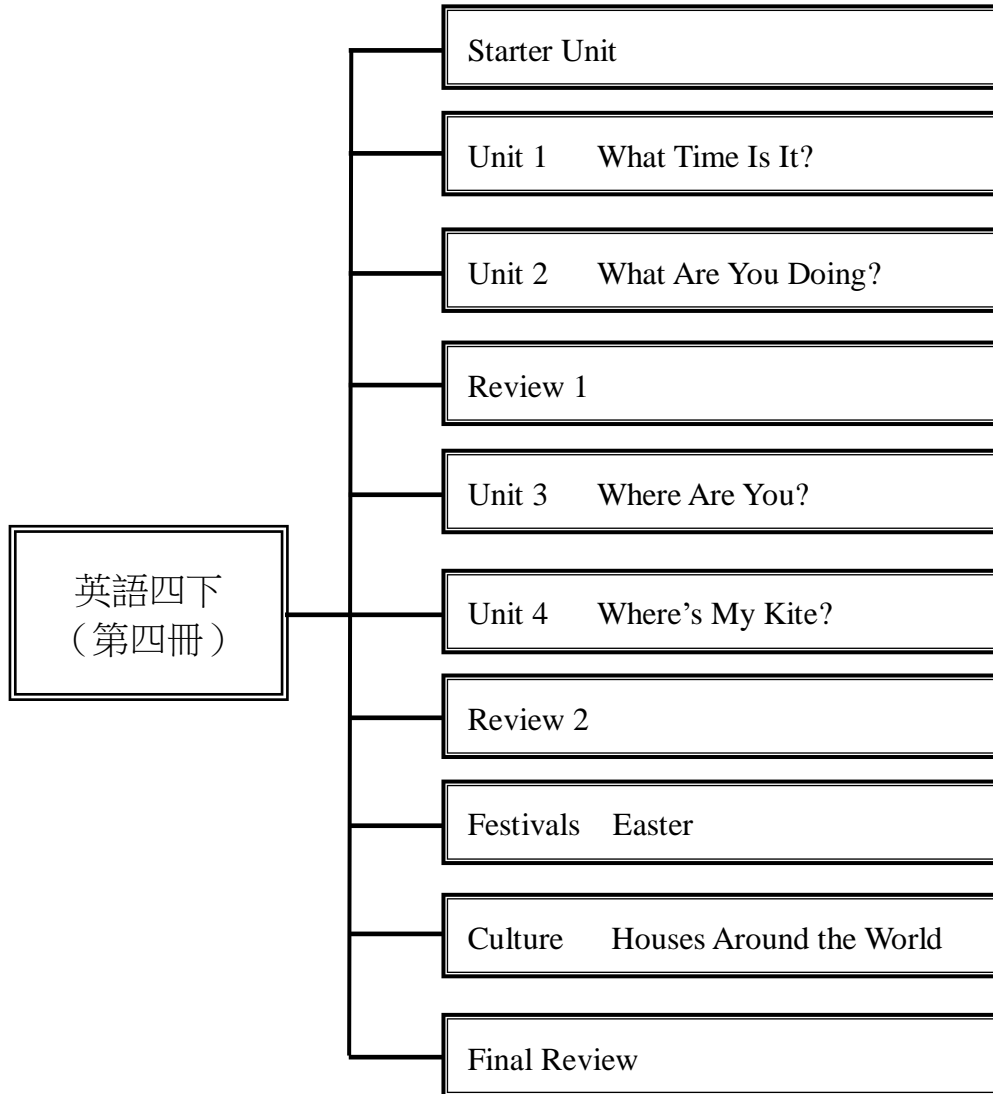 Starter Unit
Unit 1 What Time Is It?
Unit 2 What Are You Doing?
Review 1
Unit 3 Where Are You?
英語四下
（第四冊）
Unit 4 Where's My Kite?
Review 2
Festivals Easter
Culture Houses Around the World
Final Review